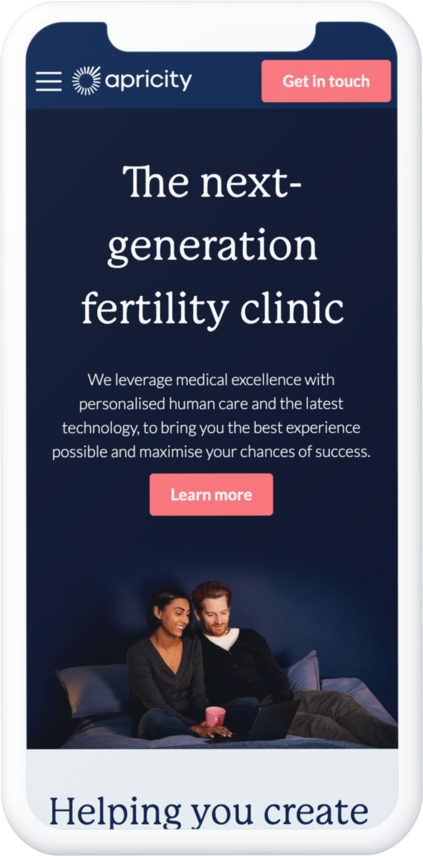 apricity
Get in touch
The next-
generation
fertility clinic
We leverage medical excellence with
personalised human care and the latest
technology, to bring you the best experience
possible and maximise your chances of success.
Learn more
Helping you create